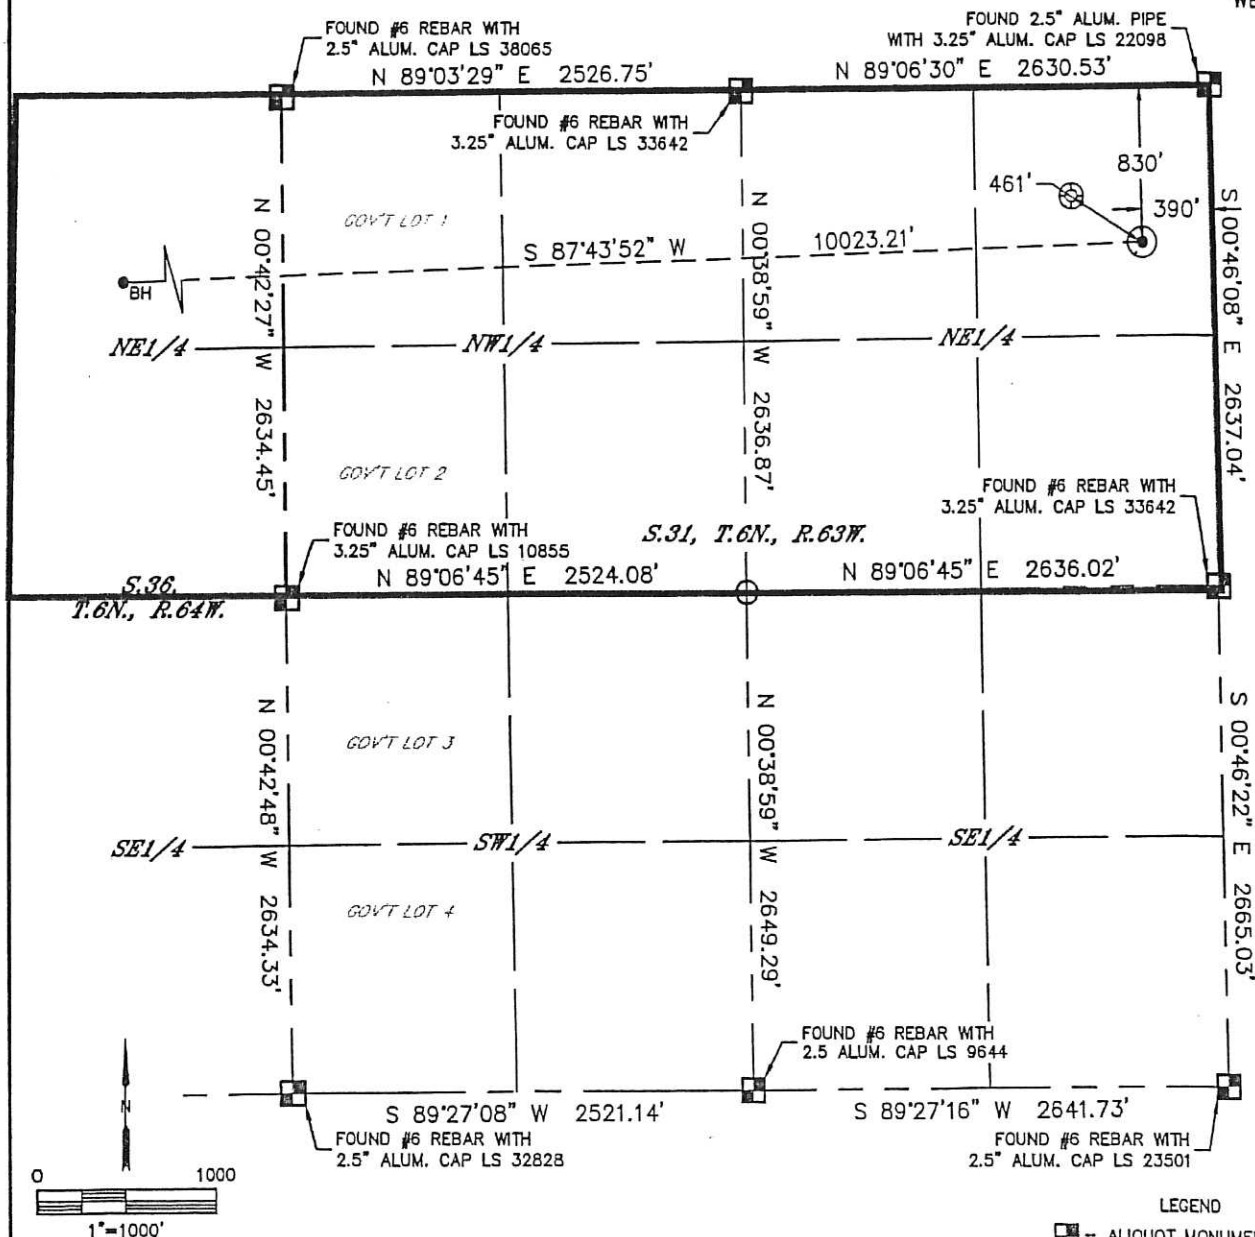 FOUND #6 REBAR WITH
2.5" ALUM. CAP LS 38065
FOUND 2.5" ALUM. PIPE
WITH 3.25" ALUM. CAP LS 22098
N 89°03'29" E 2526.75'
N 89°06'30" E 2630.53'
FOUND #6 REBAR WITH
3.25" ALUM. CAP LS 33642
830'
461'
390'
GOV'T LOT 1
S 87°43'52" W 10023.21'
BH
N 00°42'27" W 2634.45'
N 00°38'59" W 2636.87'
S 00°46'08" E 2637.04'
NE1/4
NW1/4
NE1/4
GOV'T LOT 2
FOUND #6 REBAR WITH
3.25" ALUM. CAP LS 33642
FOUND #6 REBAR WITH
3.25" ALUM. CAP LS 10855
S.31, T.6N., R.63W.
N 89°06'45" E 2524.08'
N 89°06'45" E 2636.02'
S.36,
T.6N., R.64W.
N 00°42'48" W 2634.33'
N 00°38'59" W 2649.29'
S 00°46'22" E 2665.03'
GOV'T LOT 3
SE1/4
SW1/4
SE1/4
GOV'T LOT 4
FOUND #6 REBAR WITH
2.5 ALUM. CAP LS 9644
N
S 89°27'08" W 2521.14'
S 89°27'16" W 2641.73'
FOUND #6 REBAR WITH
2.5" ALUM. CAP LS 32828
FOUND #6 REBAR WITH
2.5" ALUM. CAP LS 23501
0 1000
1"=1000'
LEGEND
= ALIQUOT